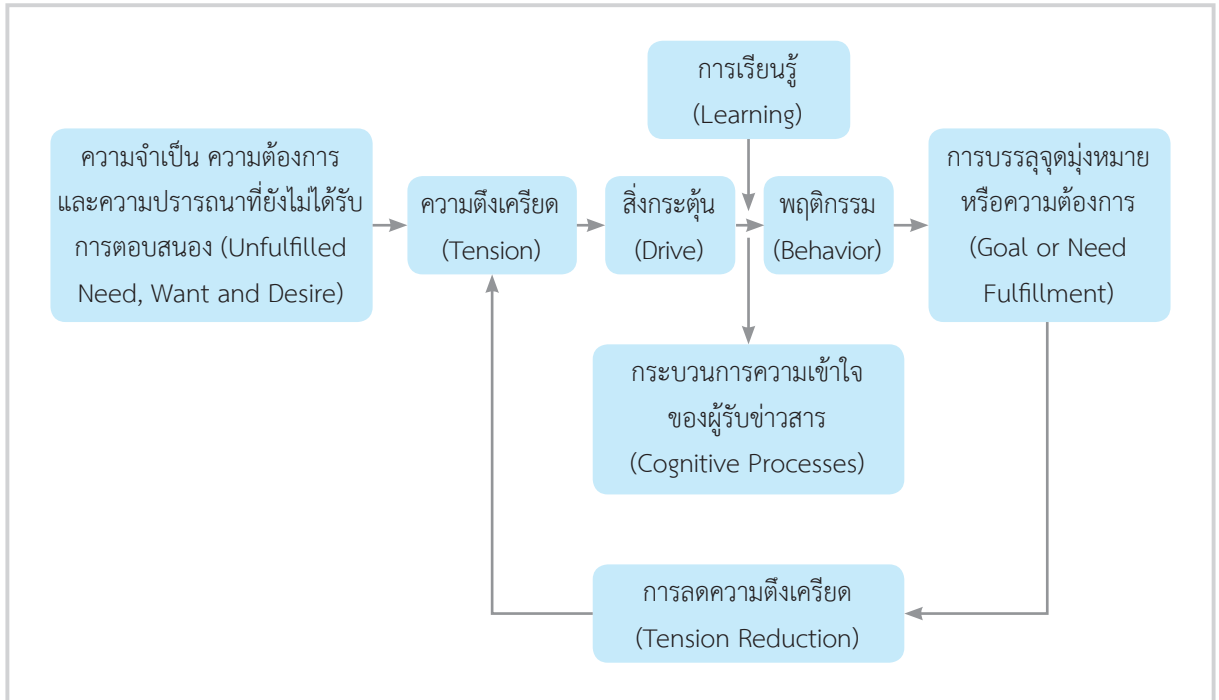 การเรียนรู้
(Learning)
ความจำเป็น ความต้องการ
และความปรารถนาที่ยังไม่ได้รับ
การตอบสนอง (Unfulfilled
Need, Want and Desire)
ความตึงเครียด
(Tension)
สิ่งกระตุ้น
(Drive)
พฤติกรรม
(Behavior)
การบรรลุจุดมุ่งหมาย
หรือความต้องการ
(Goal or Need
Fulfillment)
กระบวนการความเข้าใจ
ของผู้รับข่าวสาร
(Cognitive Processes)
การลดความตึงเครียด
(Tension Reduction)